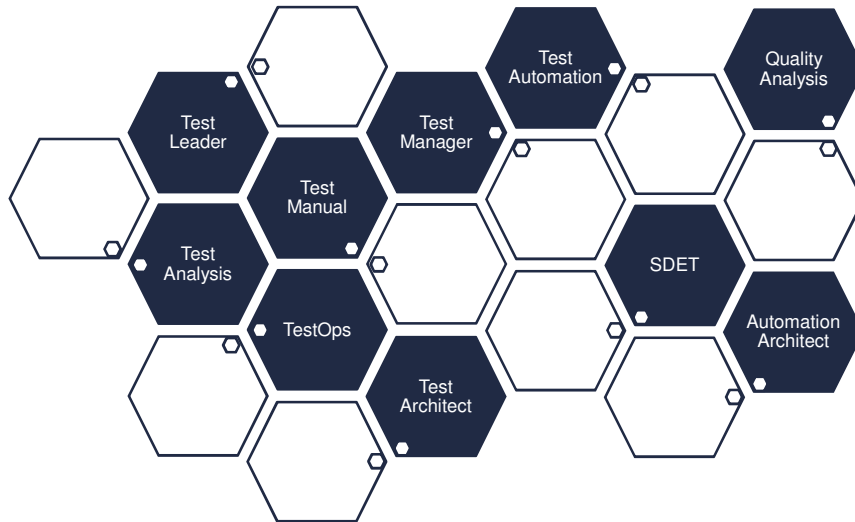 Test
Automation
Quality
Analysis
Test
Leader
Test
Manager
Test
Manual
Test
Analysis
SDET
TestOps
Automation
Architect
Test
Architect